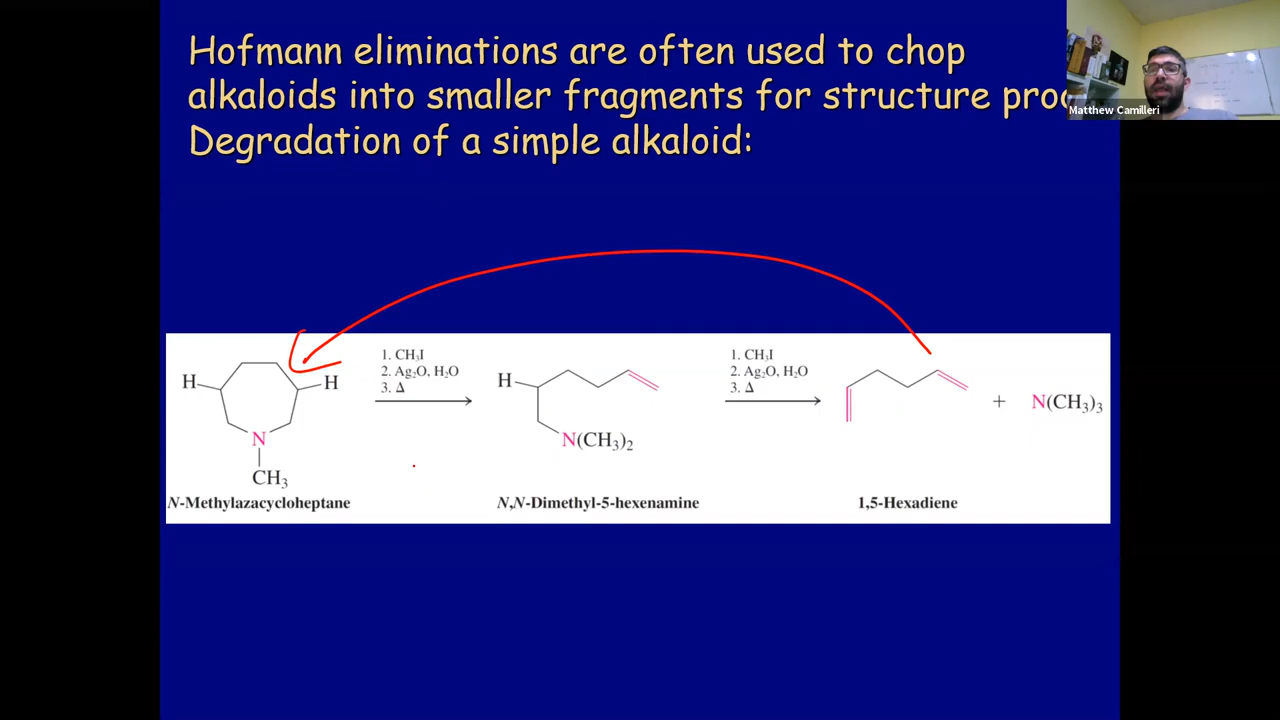 Hofmann eliminations are often used to chop
alkaloids into smaller fragments for structure
Degradation of a simple alkaloid:
Matthew Camilleri
1. CH₃I
2. Ag₂O, H₂O
3. Δ
1. CH₃I
2. Ag₂O, H₂O
3. Δ
H
H
H
N
CH₃
N(CH₃)₂
+
N(CH₃)₃
N-Methylazacycloheptane
N,N-Dimethyl-5-hexenamine
1,5-Hexadiene